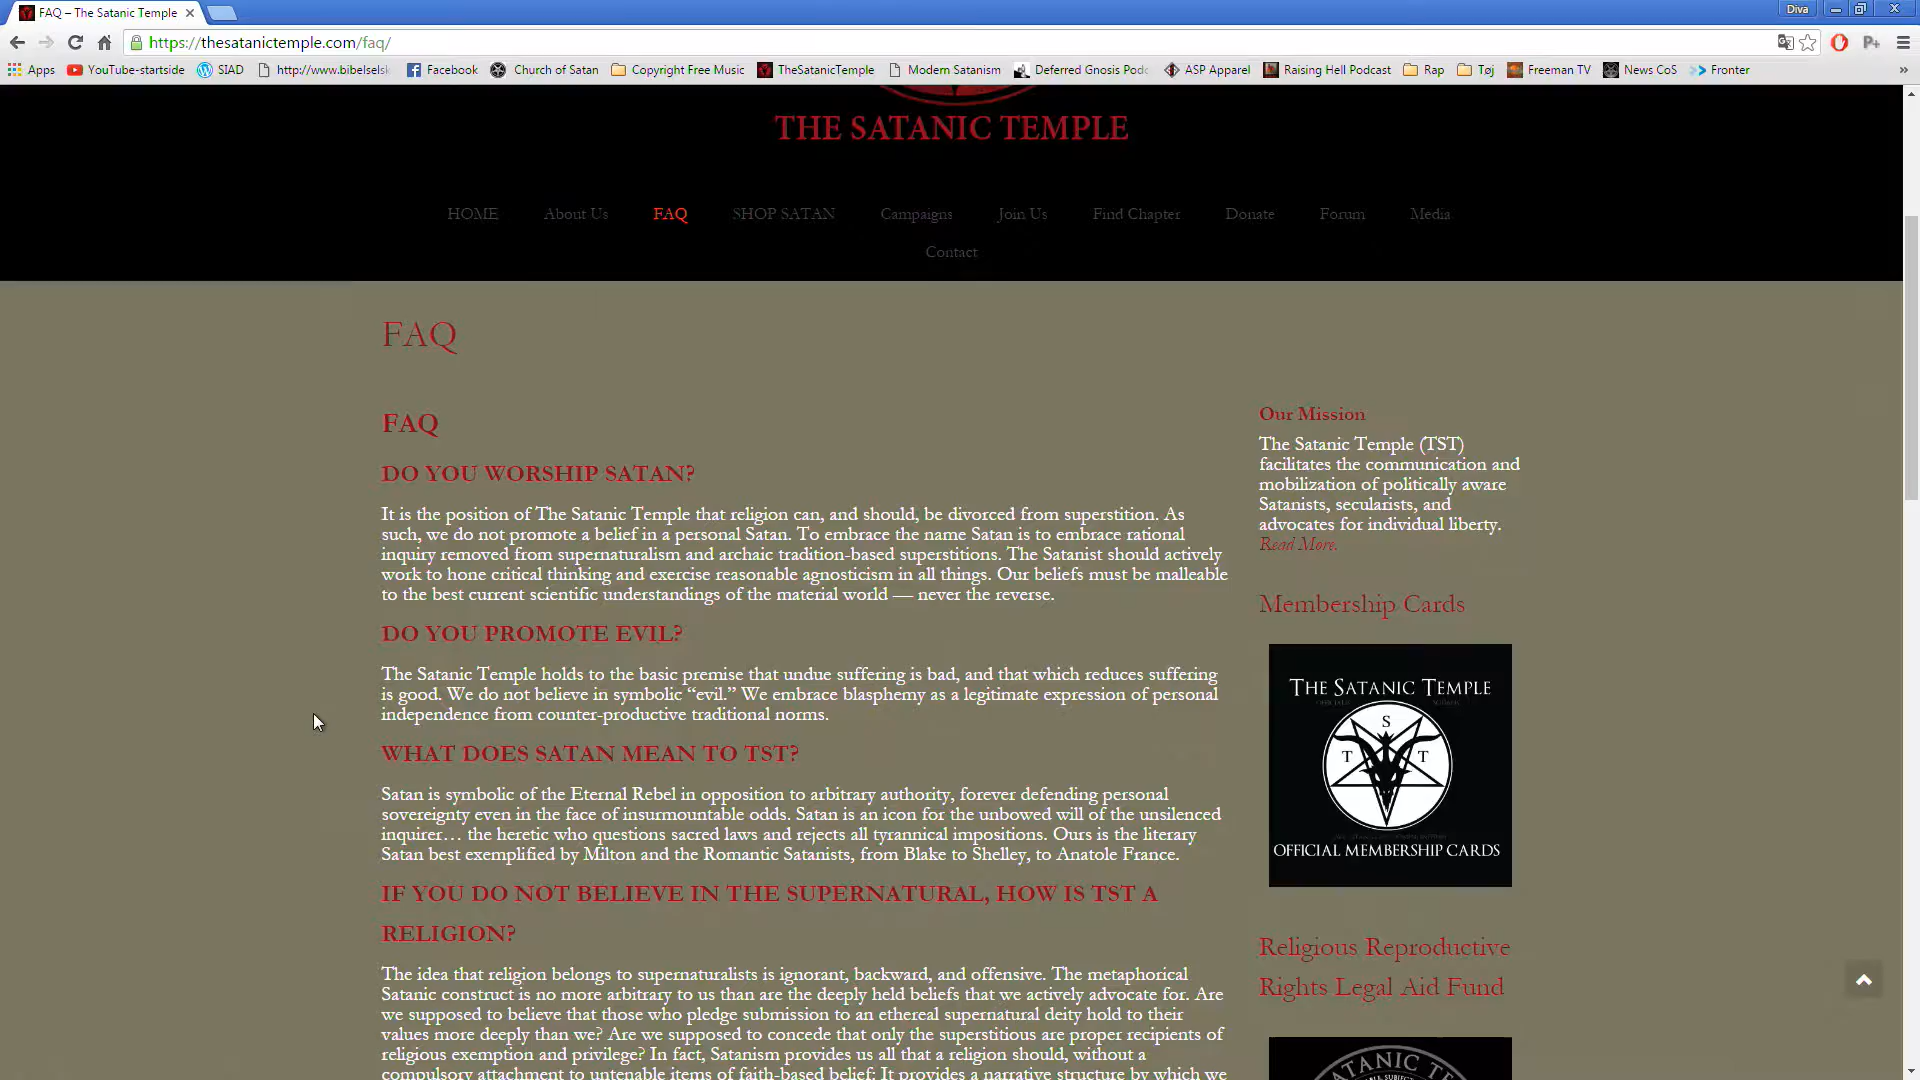 FAQ – The Satanic Temple
Diva
https://thesatanictemple.com/faq/
Apps
YouTube-startside
SIAD
http://www.bibelselsk
Facebook
Church of Satan
Copyright Free Music
TheSatanicTemple
Modern Satanism
Deferred Gnosis Podc
ASP Apparel
Raising Hell Podcast
Rap
Tøj
Freeman TV
News CoS
Fronter
THE SATANIC TEMPLE
HOME
About Us
FAQ
SHOP SATAN
Campaigns
Join Us
Find Chapter
Donate
Forum
Media
Contact
FAQ
FAQ
DO YOU WORSHIP SATAN?
It is the position of The Satanic Temple that religion can, and should, be divorced from superstition. As
such, we do not promote a belief in a personal Satan. To embrace the name Satan is to embrace rational
inquiry removed from supernaturalism and archaic tradition-based superstitions. The Satanist should actively
work to hone critical thinking and exercise reasonable agnosticism in all things. Our beliefs must be malleable
to the best current scientific understandings of the material world — never the reverse.
DO YOU PROMOTE EVIL?
The Satanic Temple holds to the basic premise that undue suffering is bad, and that which reduces suffering
is good. We do not believe in symbolic “evil.” We embrace blasphemy as a legitimate expression of personal
independence from counter-productive traditional norms.
WHAT DOES SATAN MEAN TO TST?
Satan is symbolic of the Eternal Rebel in opposition to arbitrary authority, forever defending personal
sovereignty even in the face of insurmountable odds. Satan is an icon for the unbowed will of the unsilenced
inquirer… the heretic who questions sacred laws and rejects all tyrannical impositions. Ours is the literary
Satan best exemplified by Milton and the Romantic Satanists, from Blake to Shelley, to Anatole France.
IF YOU DO NOT BELIEVE IN THE SUPERNATURAL, HOW IS TST A
RELIGION?
The idea that religion belongs to supernaturalists is ignorant, backward, and offensive. The metaphorical
Satanic construct is no more arbitrary to us than are the deeply held beliefs that we actively advocate for. Are
we supposed to believe that those who pledge submission to an ethereal supernatural deity hold to their
values more deeply than we? Are we supposed to concede that only the superstitious are proper recipients of
religious exemption and privilege? In fact, Satanism provides us all that a religion should, without a
compulsory attachment to untenable items of faith-based belief: It provides a narrative structure by which we
Our Mission
The Satanic Temple (TST)
facilitates the communication and
mobilization of politically aware
Satanists, secularists, and
advocates for individual liberty.
Read More.
Membership Cards
THE SATANIC TEMPLE
S
T T
OFFICIAL MEMBERSHIP CARDS
Religious Reproductive
Rights Legal Aid Fund
SATANIC TE